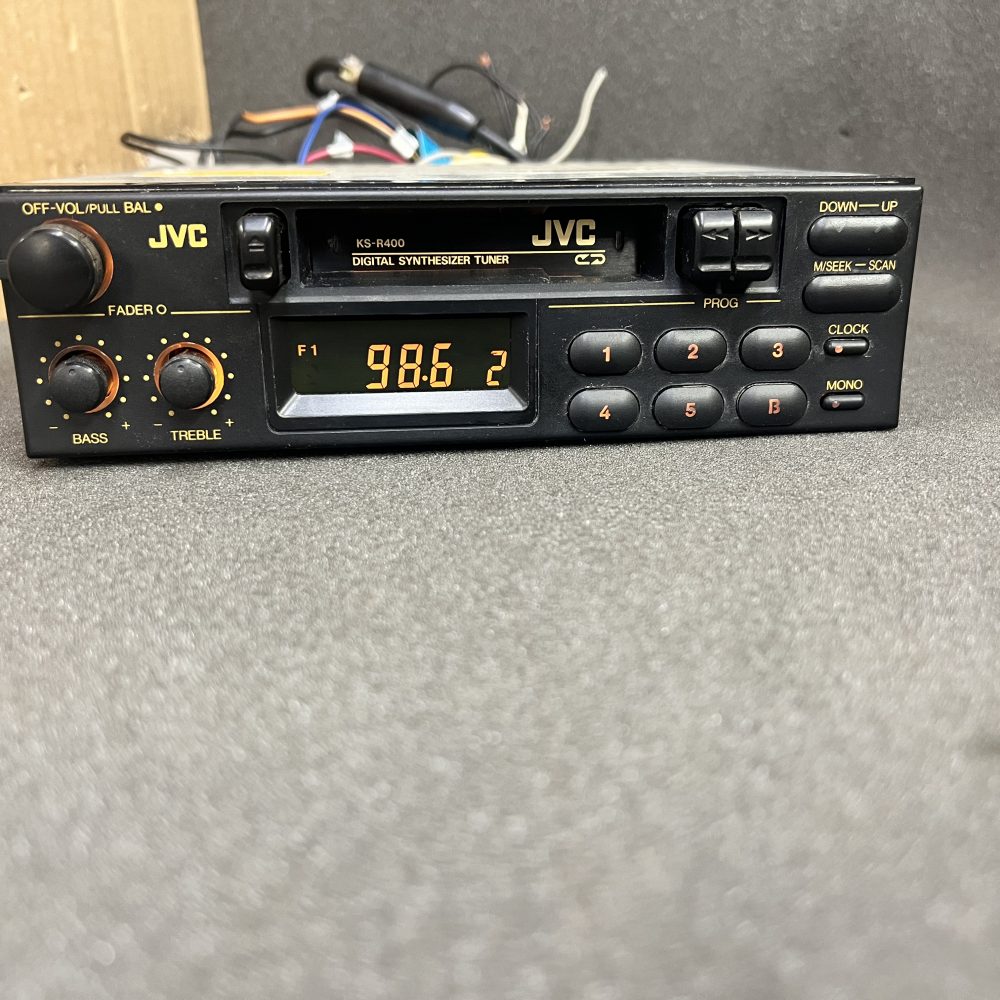 OFF-VOL/PULL BAL
JVC
FADER
BASS
- +
TREBLE
- +
KS-R400
JVC
DIGITAL SYNTHESIZER TUNER
F1
98.6 2
<< >>
PROG
1 2 3
4 5 B
DOWN — UP
M/SEEK — SCAN
CLOCK
MONO